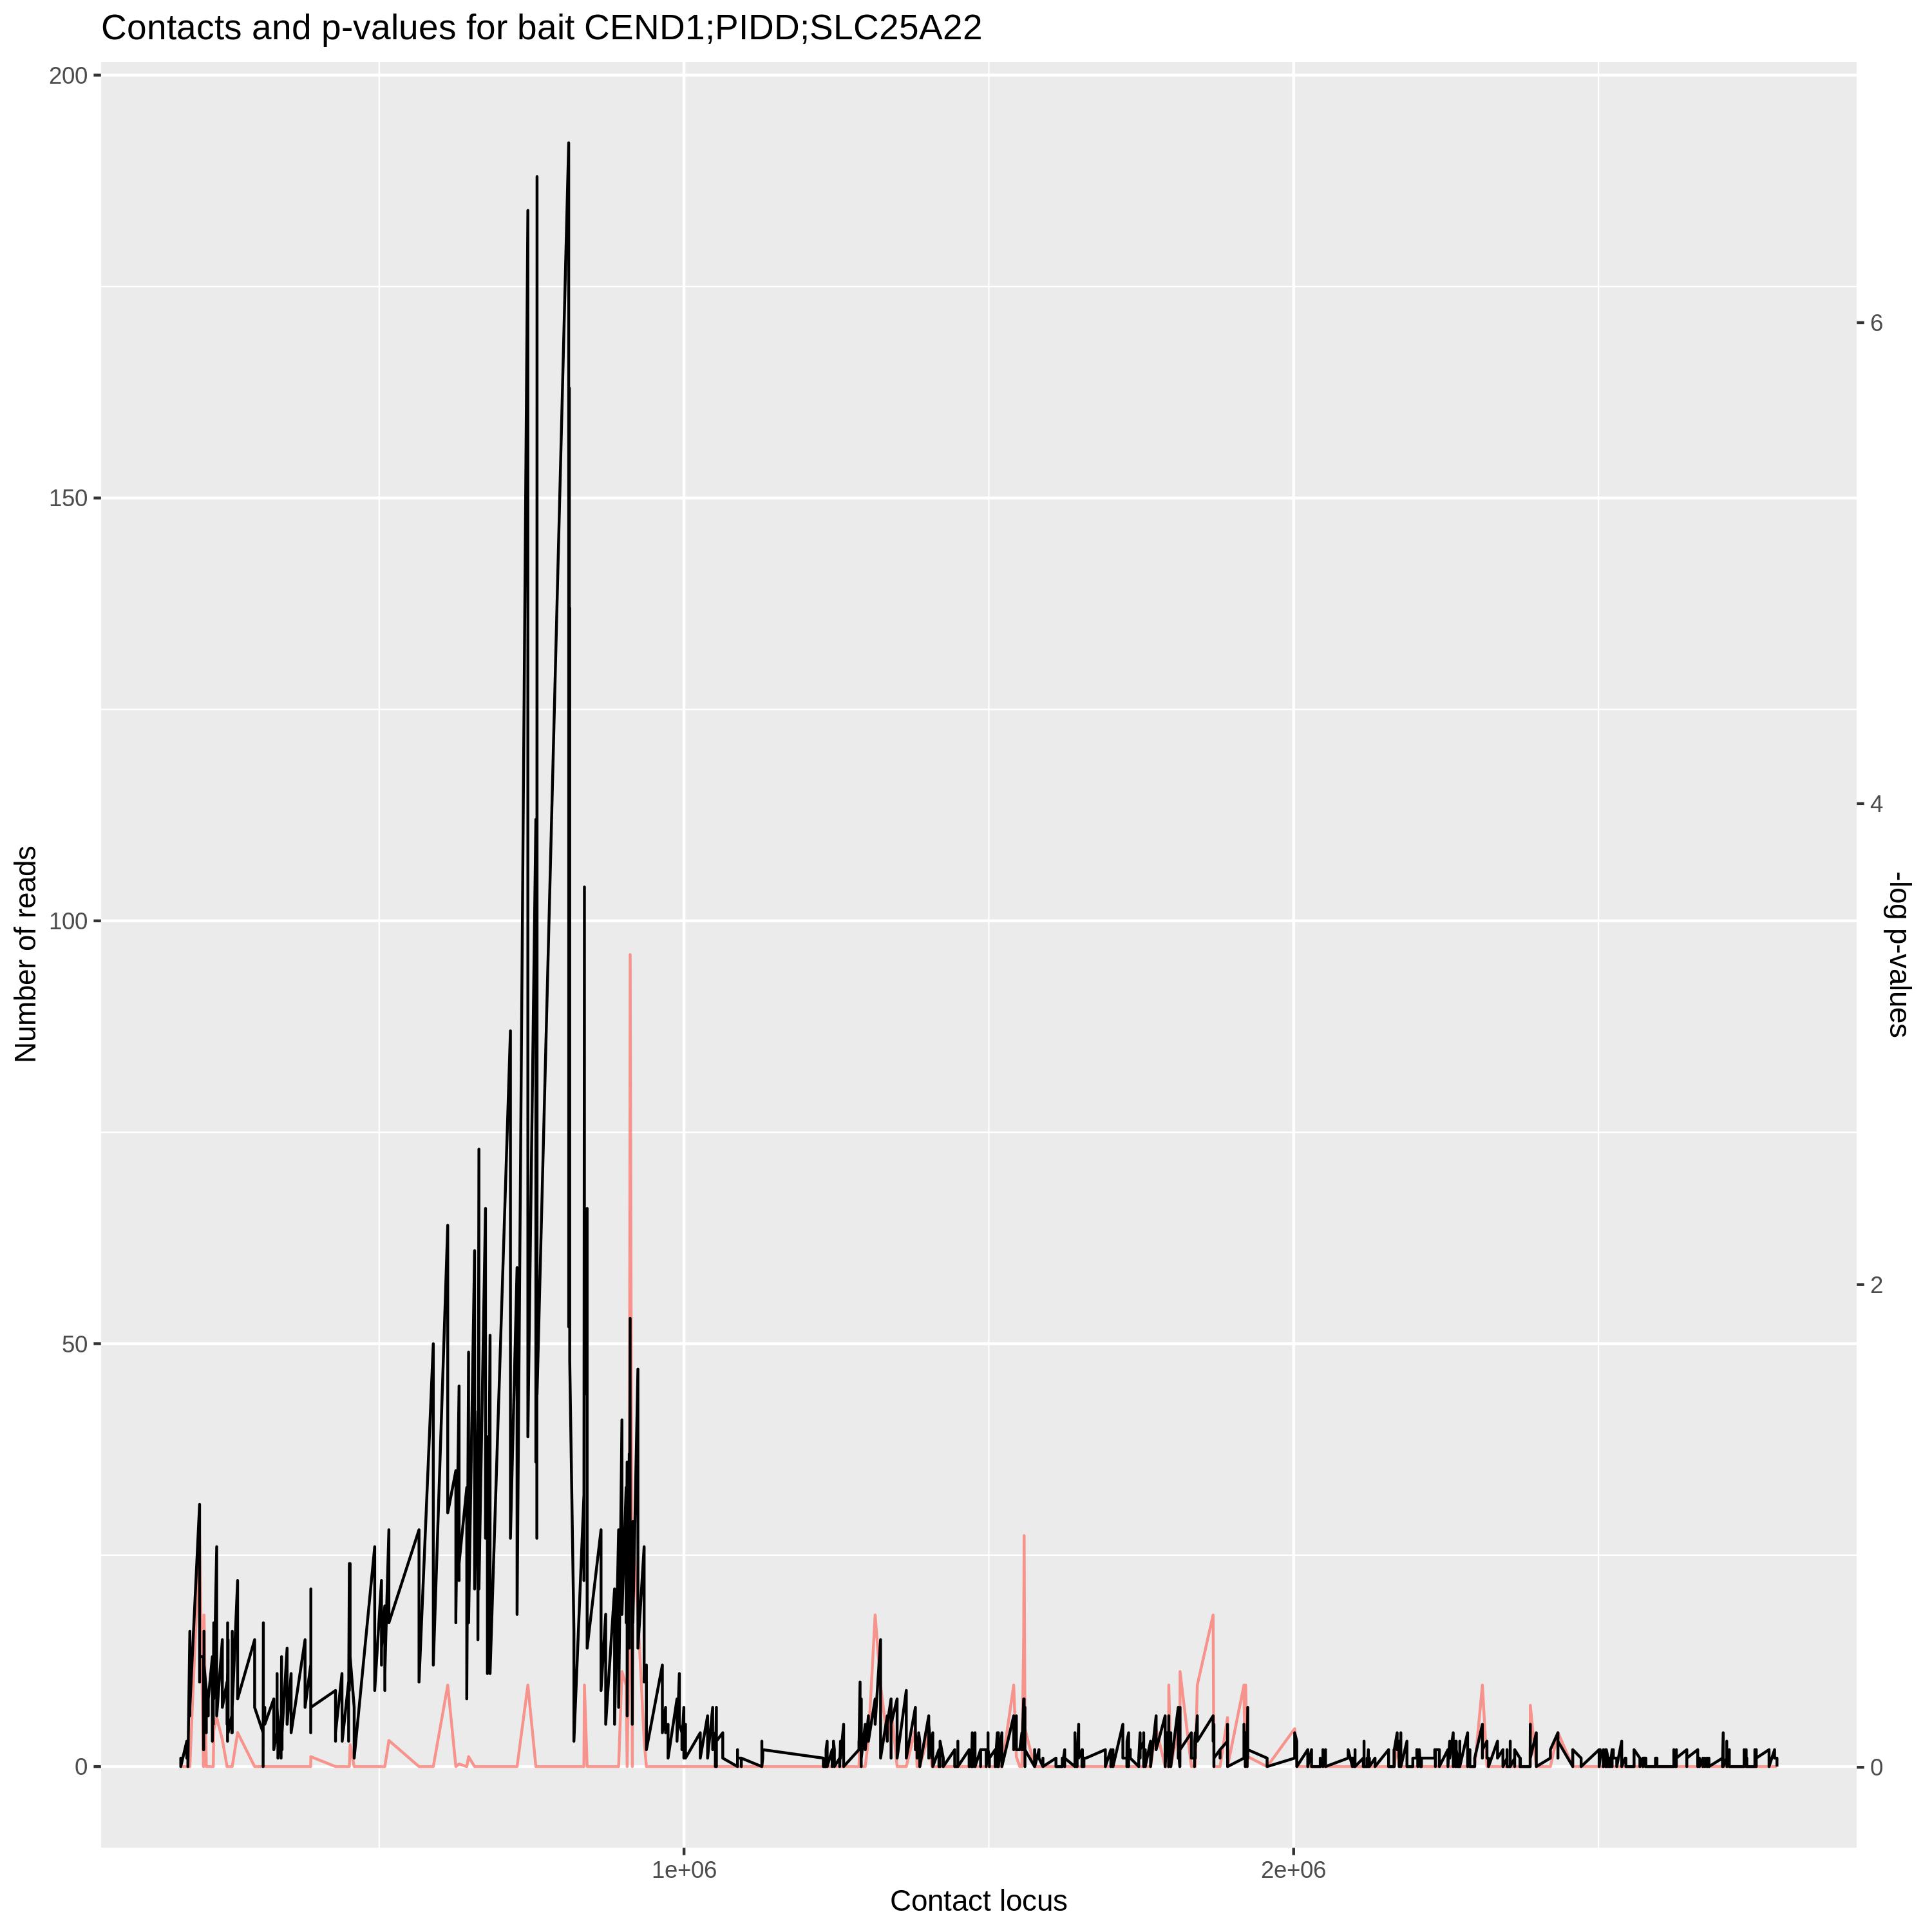 Contacts and p-values for bait CEND1;PIDD;SLC25A22
200
150
100
50
0
Number of reads
6
4
2
0
-log p-values
1e+06
2e+06
Contact locus